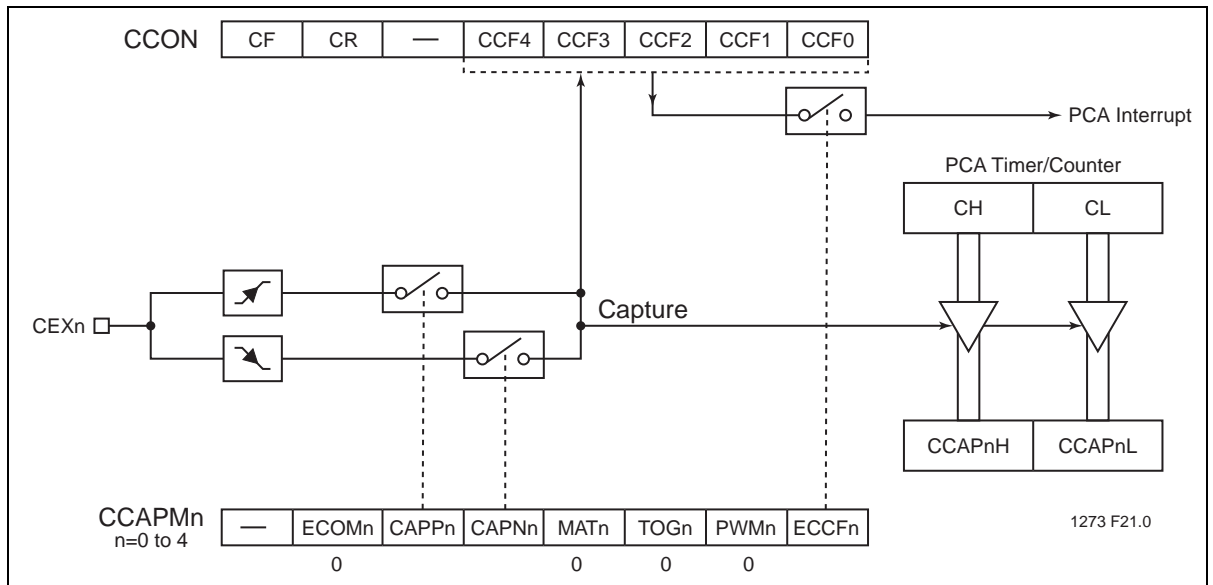 CCON CF CR — CCF4 CCF3 CCF2 CCF1 CCF0
PCA Interrupt
PCA Timer/Counter
CH CL
CEXn
Capture
CCAPnH CCAPnL
CCAPMn
n=0 to 4
— ECOMn CAPPn CAPNn MATn TOGn PWMn ECCFn
0 0 0 0
1273 F21.0